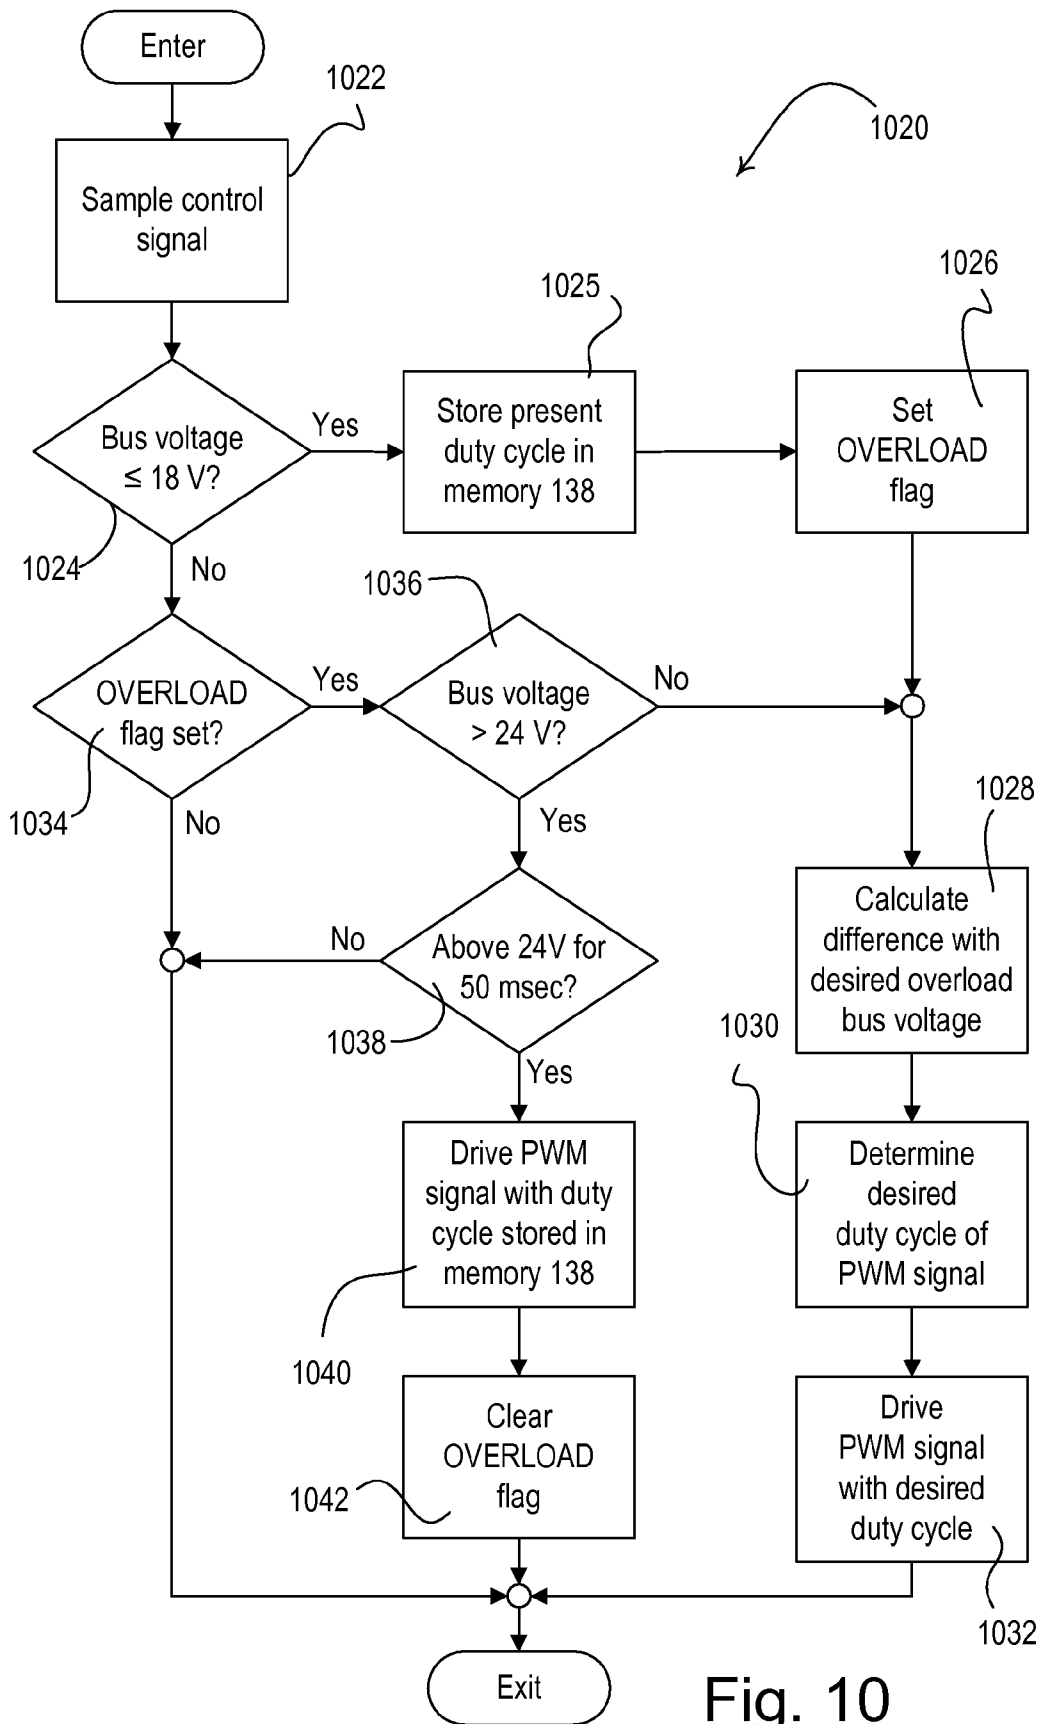 Enter
1022
1020
Sample control
signal
1025
1026
Bus voltage
≤ 18 V?
Yes
Store present
duty cycle in
memory 138
Set
OVERLOAD
flag
1024
No
1036
OVERLOAD
flag set?
Yes
Bus voltage
> 24 V?
No
1034
No
Yes
1028
Calculate
difference with
desired overload
bus voltage
No
Above 24V for
50 msec?
1038
1030
Yes
Drive PWM
signal with duty
cycle stored in
memory 138
Determine
desired
duty cycle of
PWM signal
1040
Clear
OVERLOAD
flag
1042
Drive
PWM signal
with desired
duty cycle
1032
Exit
Fig. 10